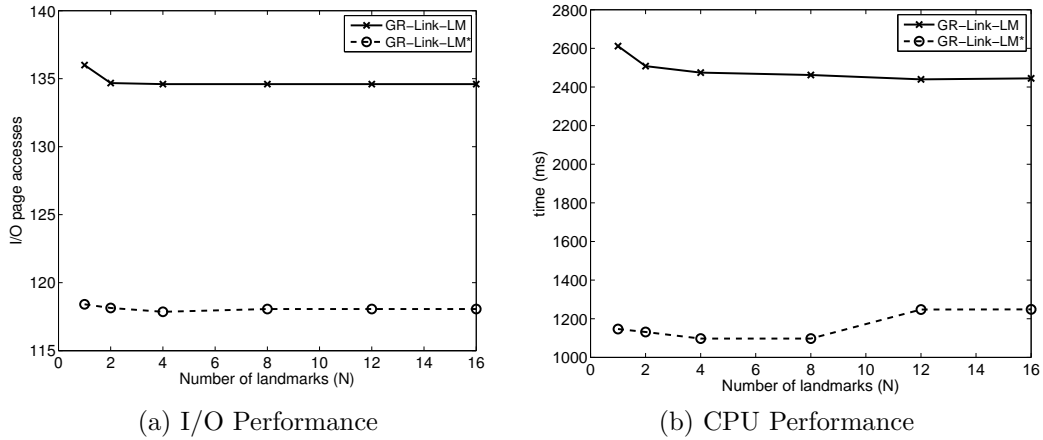 140
135
130
125
120
115
I/O page accesses
GR-Link-LM
GR-Link-LM*
0 2 4 6 8 10 12 14 16
Number of landmarks (N)
(a) I/O Performance
2800
2600
2400
2200
2000
1800
1600
1400
1200
1000
time (ms)
GR-Link-LM
GR-Link-LM*
0 2 4 6 8 10 12 14 16
Number of landmarks (N)
(b) CPU Performance